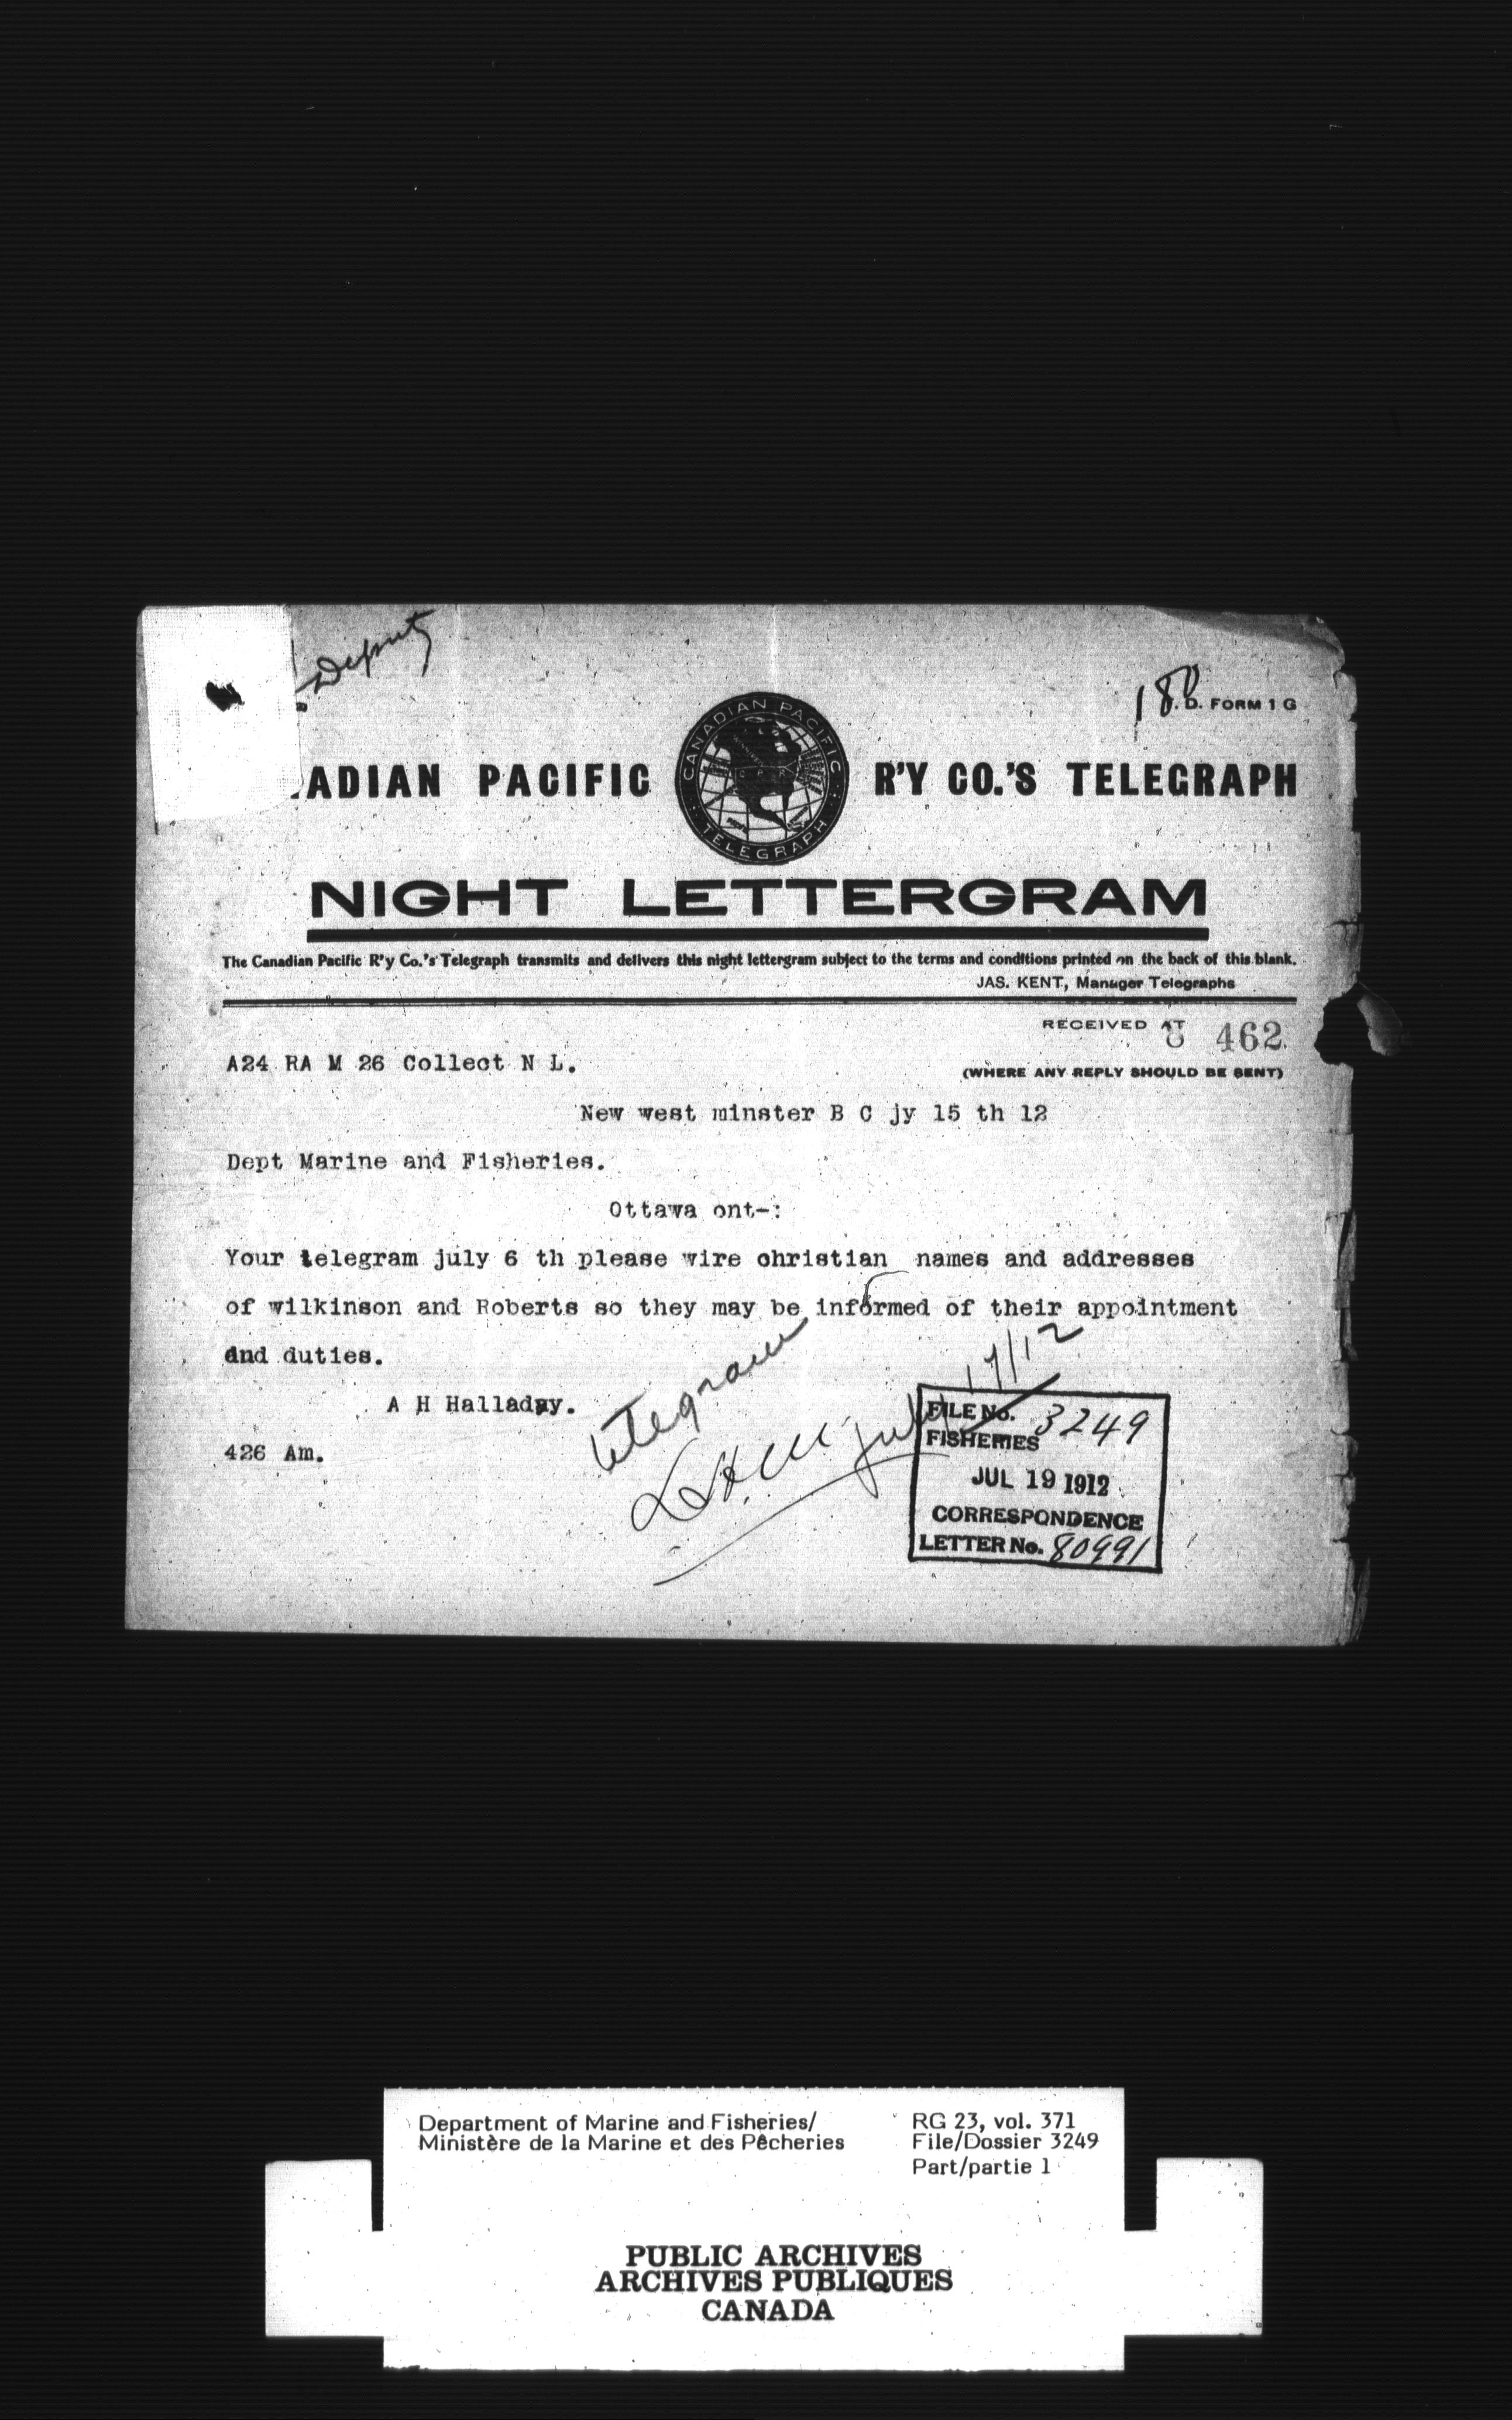 Deputy
180
.D. FORM 1 G
ADIAN PACIFIC
CANADIAN PACIFIC
TELEGRAPH
R'Y CO.'S TELEGRAPH
NIGHT LETTERGRAM
The Canadian Pacific R'y Co.'s Telegraph transmits and delivers this night lettergram subject to the terms and conditions printed on the back of this blank.
JAS. KENT, Manager Telegraphs
RECEIVED AT
462
A24 RA M 26 Collect N L.
(WHERE ANY REPLY SHOULD BE SENT)
New west minster B C jy 15 th 12
Dept Marine and Fisheries.
Ottawa ont-:
Your telegram july 6 th please wire christian names and addresses
of wilkinson and Roberts so they may be informed of their appointment
and duties.
A H Halladay.
426 Am.
telegram
July 17/12
FILE No. 3249
FISHERIES
JUL 19 1912
CORRESPONDENCE
LETTER No. 80991
Department of Marine and Fisheries/
Ministère de la Marine et des Pêcheries
RG 23, vol. 371
File/Dossier 3249
Part/partie 1
PUBLIC ARCHIVES
ARCHIVES PUBLIQUES
CANADA